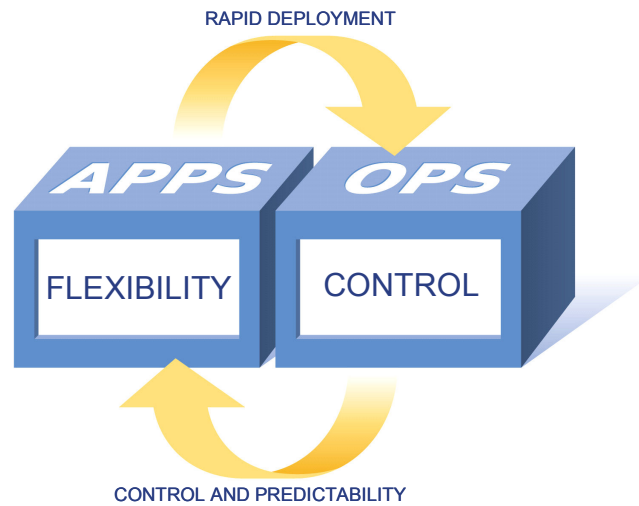 RAPID DEPLOYMENT
APPS
OPS
FLEXIBILITY
CONTROL
CONTROL AND PREDICTABILITY